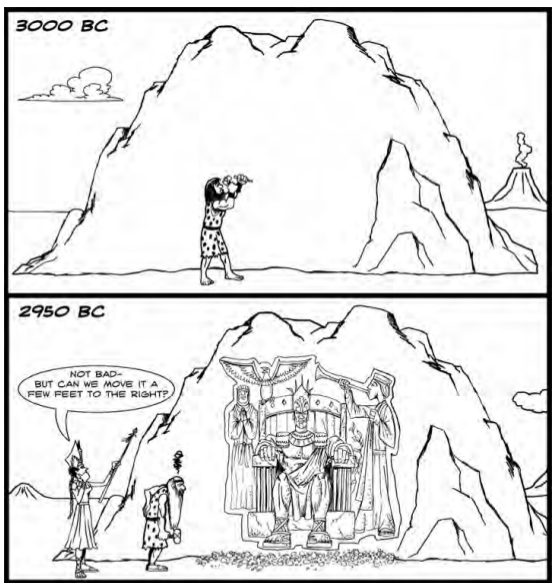 3000 BC
2950 BC
NOT BAD-
BUT CAN WE MOVE IT A
FEW FEET TO THE RIGHT?